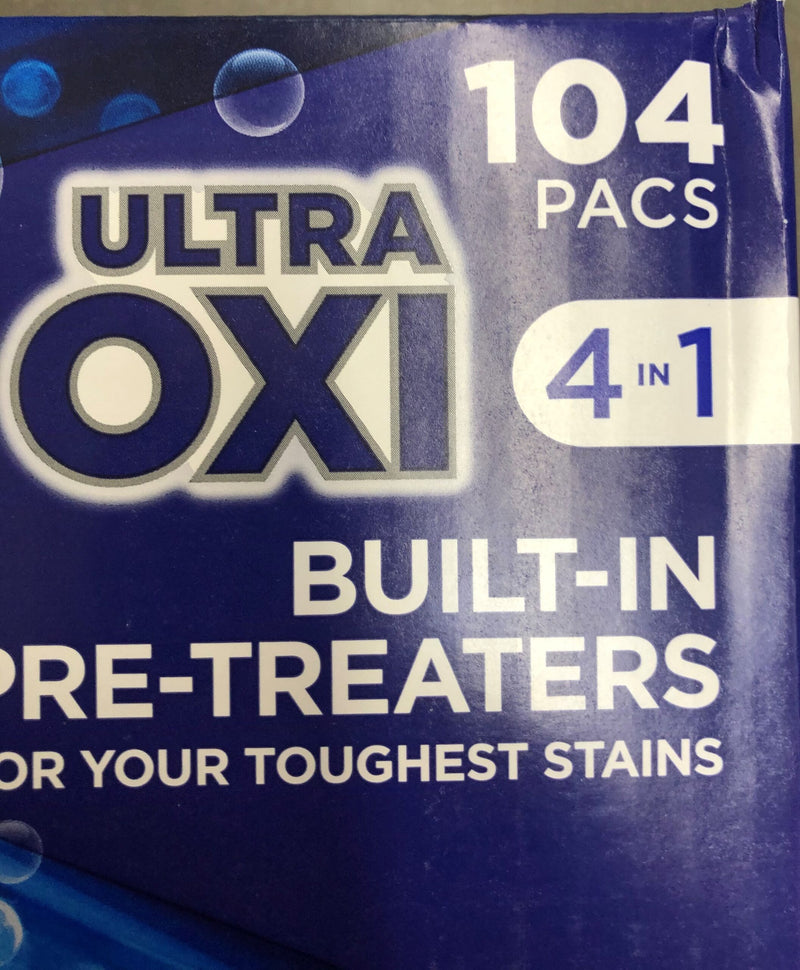 104
PACS
ULTRA
OXI
4 IN 1
BUILT-IN
PRE-TREATERS
OR YOUR TOUGHEST STAINS